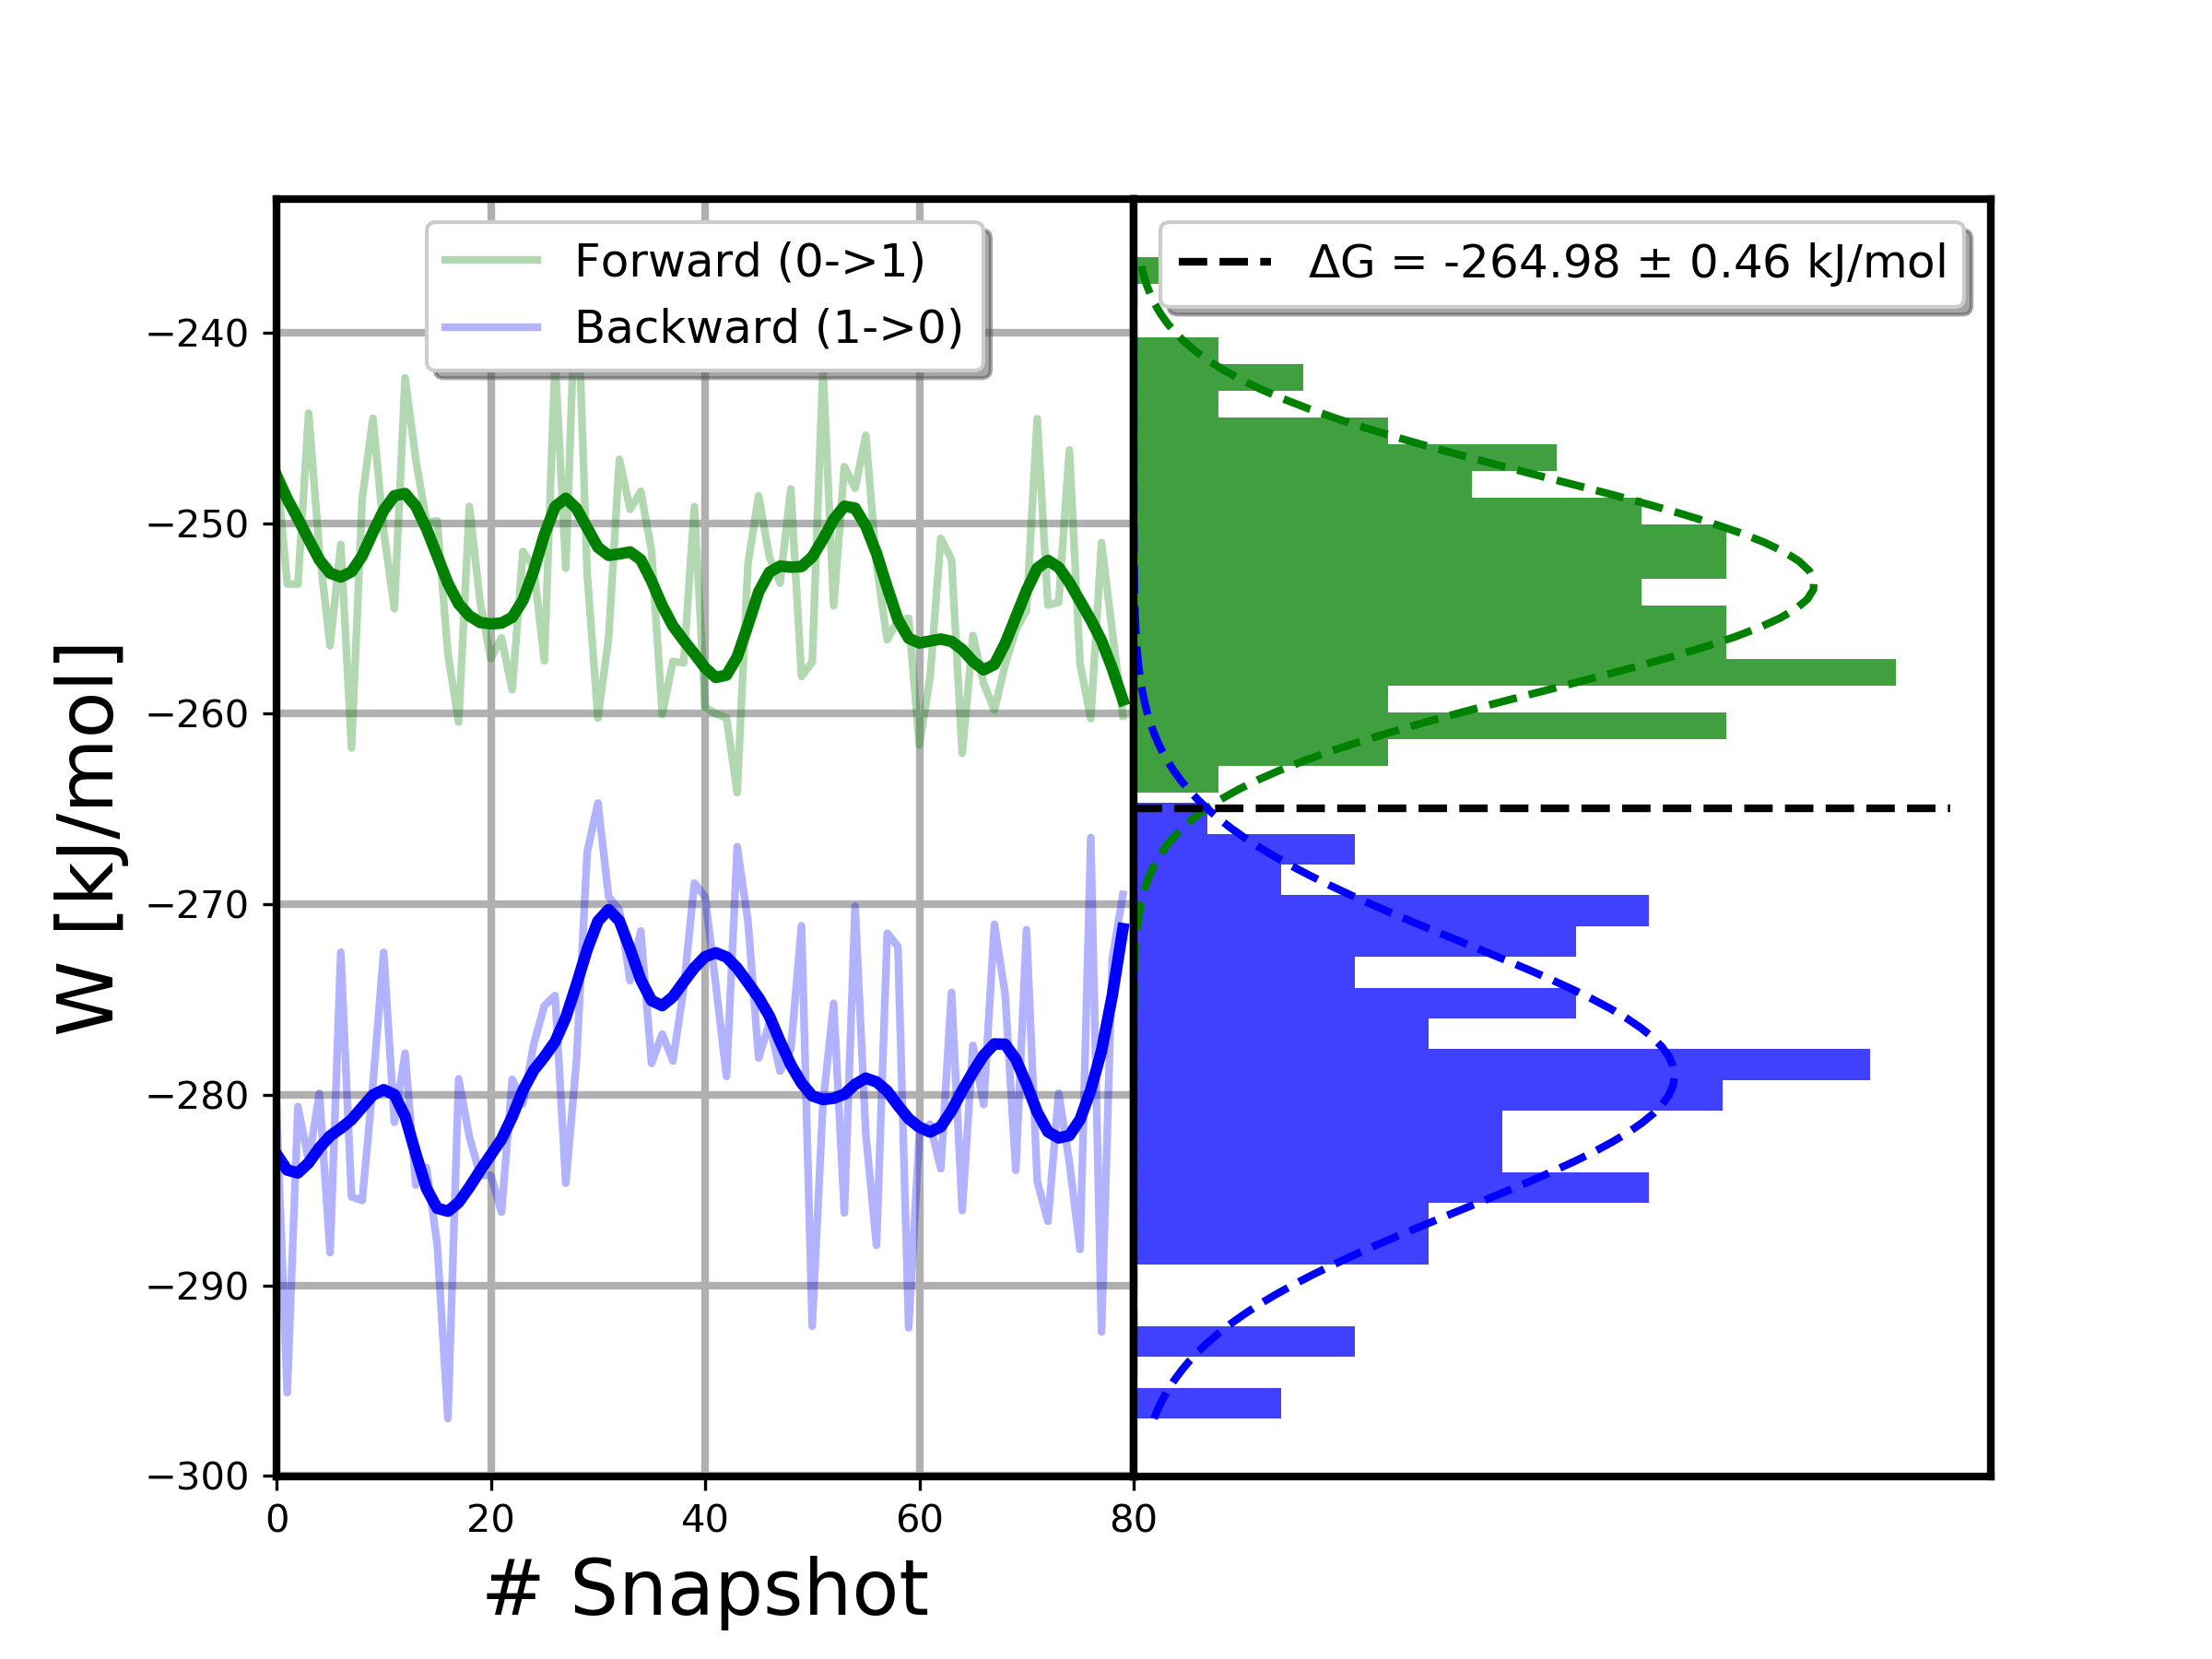 Forward (0->1)
Backward (1->0)
ΔG = -264.98 ± 0.46 kJ/mol
W [kJ/mol]
−240
−250
−260
−270
−280
−290
−300
0 20 40 60 80
# Snapshot